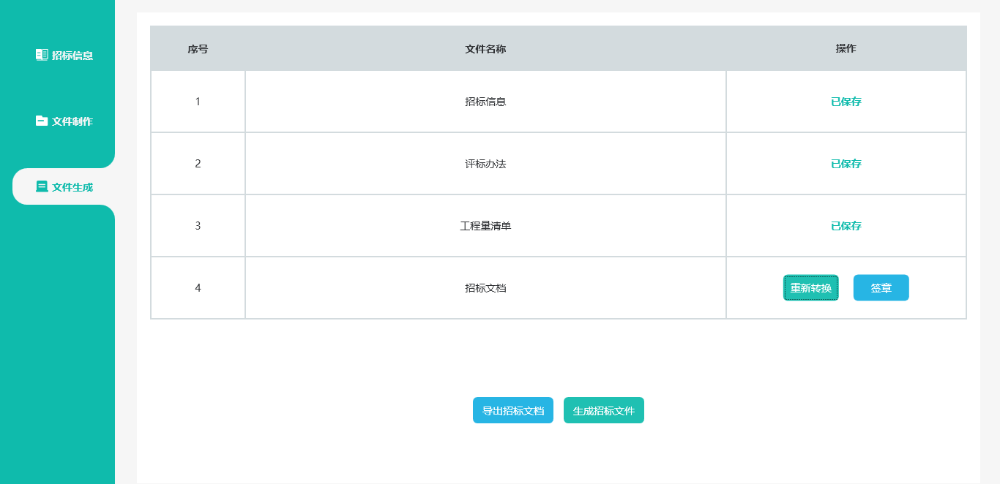 招标信息
文件制作
文件生成
序号 文件名称 操作
1 招标信息 已保存
2 评标办法 已保存
3 工程量清单 已保存
4 招标文档 重新转换 签章
导出招标文档 生成招标文件